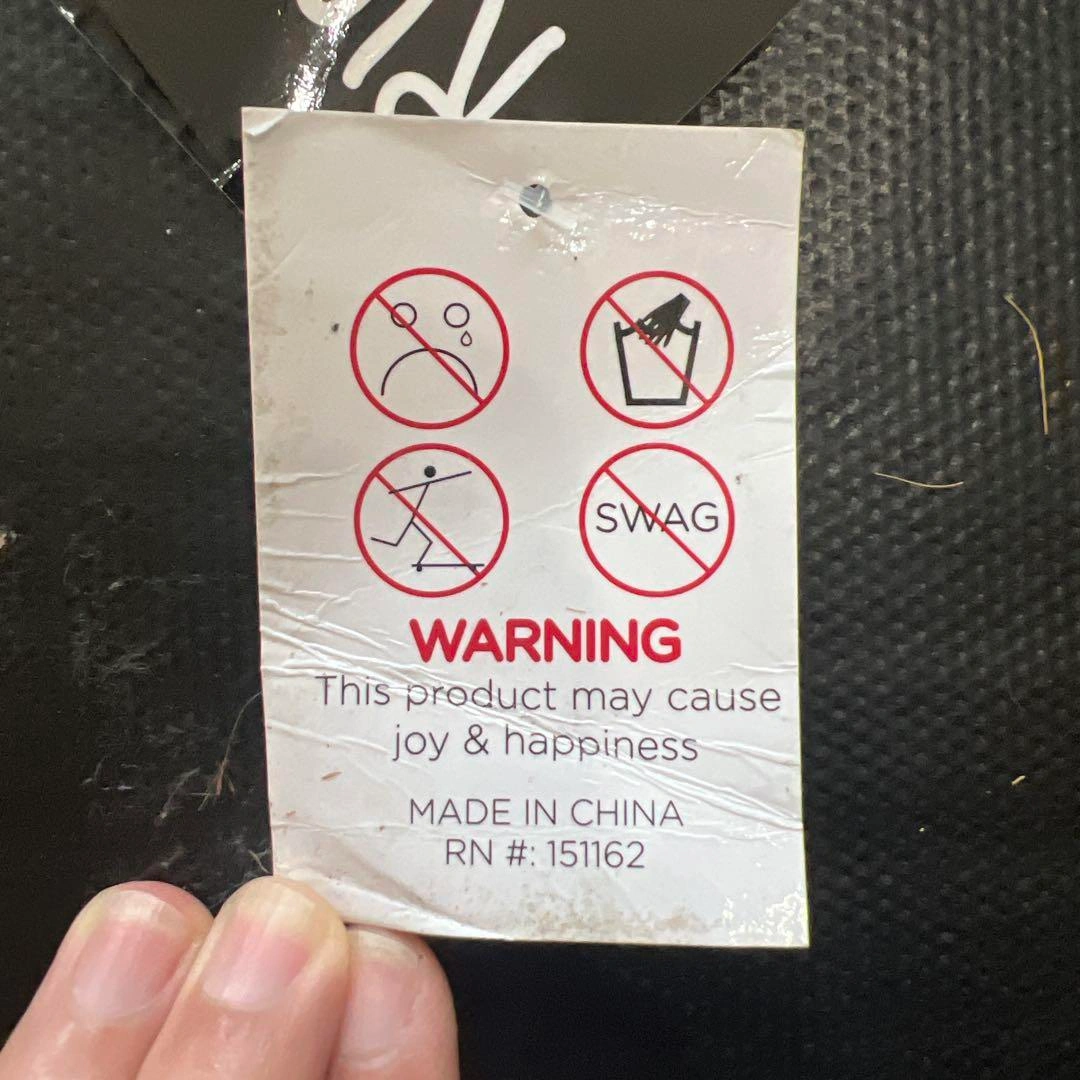 SWAG
WARNING
This product may cause
joy & happiness
MADE IN CHINA
RN #: 151162